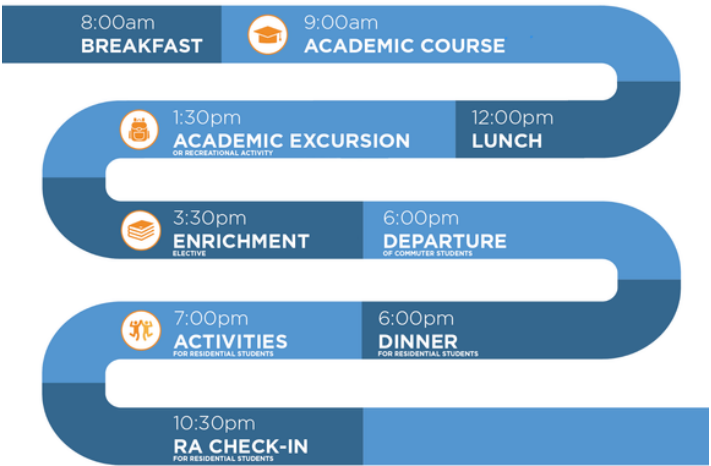 8:00am
BREAKFAST
9:00am
ACADEMIC COURSE
12:00pm
LUNCH
1:30pm
ACADEMIC EXCURSION
OR RECREATIONAL ACTIVITY
3:30pm
ENRICHMENT
ELECTIVE
6:00pm
DEPARTURE
OF COMMUTER STUDENTS
6:00pm
DINNER
FOR RESIDENTIAL STUDENTS
7:00pm
ACTIVITIES
FOR RESIDENTIAL STUDENTS
10:30pm
RA CHECK-IN
FOR RESIDENTIAL STUDENTS